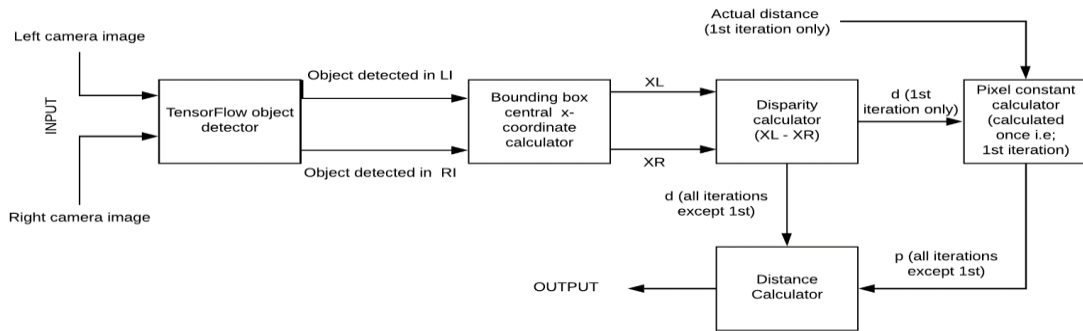 Left camera image
INPUT
Right camera image
TensorFlow object
detector
Object detected in LI
Object detected in RI
Bounding box
central x-
coordinate
calculator
XL
XR
Disparity
calculator
(XL - XR)
Actual distance
(1st iteration only)
d (1st
iteration only)
Pixel constant
calculator
(calculated
once i.e;
1st iteration)
d (all iterations
except 1st)
p (all iterations
except 1st)
Distance
Calculator
OUTPUT